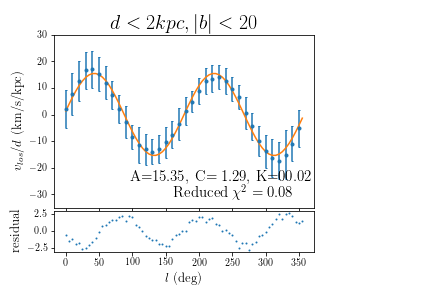 d < 2kpc, |b| < 20
30
20
10
0
−10
−20
−30
v_los/d (km/s/kpc)
A=15.35, C= 1.29, K=00.02
Reduced χ² = 0.08
2.5
0.0
−2.5
residual
0 50 100 150 200 250 300 350
l (deg)